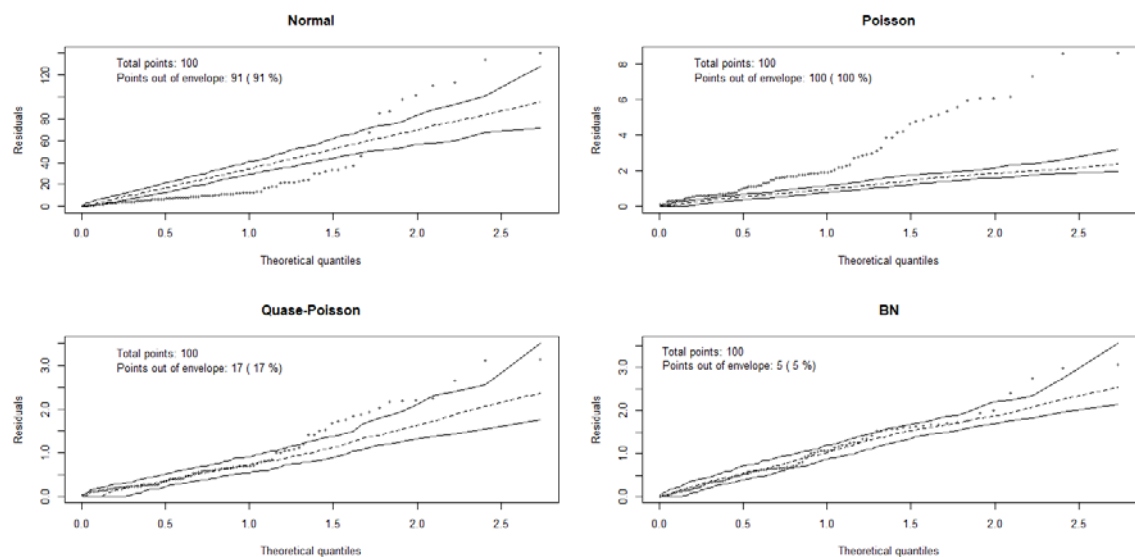 Normal
Total points: 100
Points out of envelope: 91 ( 91 %)
Residuals
0 20 40 60 80 120
0.0 0.5 1.0 1.5 2.0 2.5
Theoretical quantiles
Poisson
Total points: 100
Points out of envelope: 100 ( 100 %)
Residuals
0 2 4 6 8
0.0 0.5 1.0 1.5 2.0 2.5
Theoretical quantiles
Quase-Poisson
Total points: 100
Points out of envelope: 17 ( 17 %)
Residuals
0.0 1.0 2.0 3.0
0.0 0.5 1.0 1.5 2.0 2.5
Theoretical quantiles
BN
Total points: 100
Points out of envelope: 5 ( 5 %)
Residuals
0.0 1.0 2.0 3.0
0.0 0.5 1.0 1.5 2.0 2.5
Theoretical quantiles